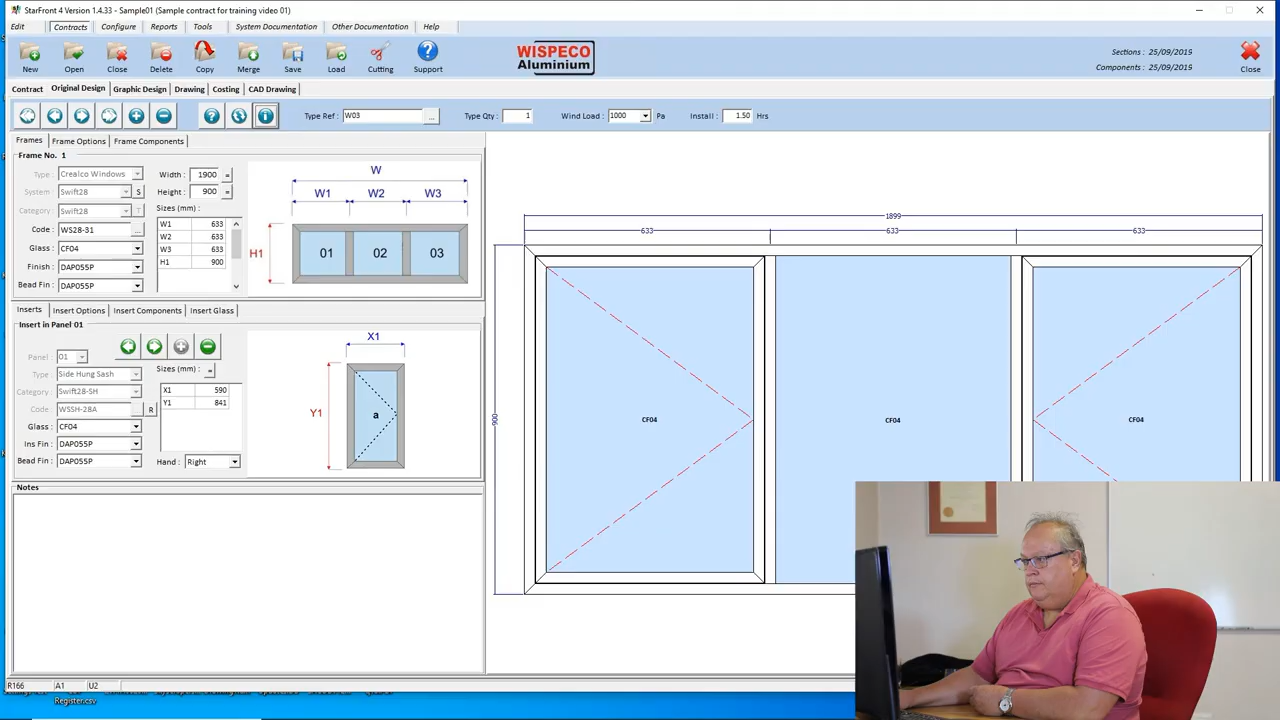 StarFront 4 Version 1.4.33 - Sample01 (Sample contract for training video 01)
Edit Contracts Configure Reports Tools System Documentation Other Documentation Help
New Open Close Delete Copy Merge Save Load Cutting Support
WISPECO
Aluminium
Sections : 25/09/2019
Components : 25/09/2019
Close
Contract Original Design Graphic Design Drawing Costing CAD Drawing
Type Ref : W03 ... Type Qty : 1 Wind Load : 1000 Pa Install : 1.50 Hrs
Frames Frame Options Frame Components
Frame No. 1
Type : Crealco Windows
System : Swift28 S
Category : Swift28 T
Code : WS28-31 ...
Glass : CF04
Finish : DAP055P
Bead Fin : DAP055P
Width : 1900 =
Height : 900 =
Sizes (mm) :
W1 633
W2 633
W3 633
H1 900
W
W1 W2 W3
H1 01 02 03
Inserts Insert Options Insert Components Insert Glass
Insert in Panel 01
Panel : 01
Type : Side Hung Sash
Category : Swift28-SH
Code : WSSH-28A R
Glass : CF04
Ins Fin : DAP055P
Bead Fin : DAP055P
Sizes (mm) : =
X1 590
Y1 841
Hand : Right
X1
Y1 a
Notes
1899
633 633 633
900
CF04 CF04 CF04
R166 A1 U2
Register.csv